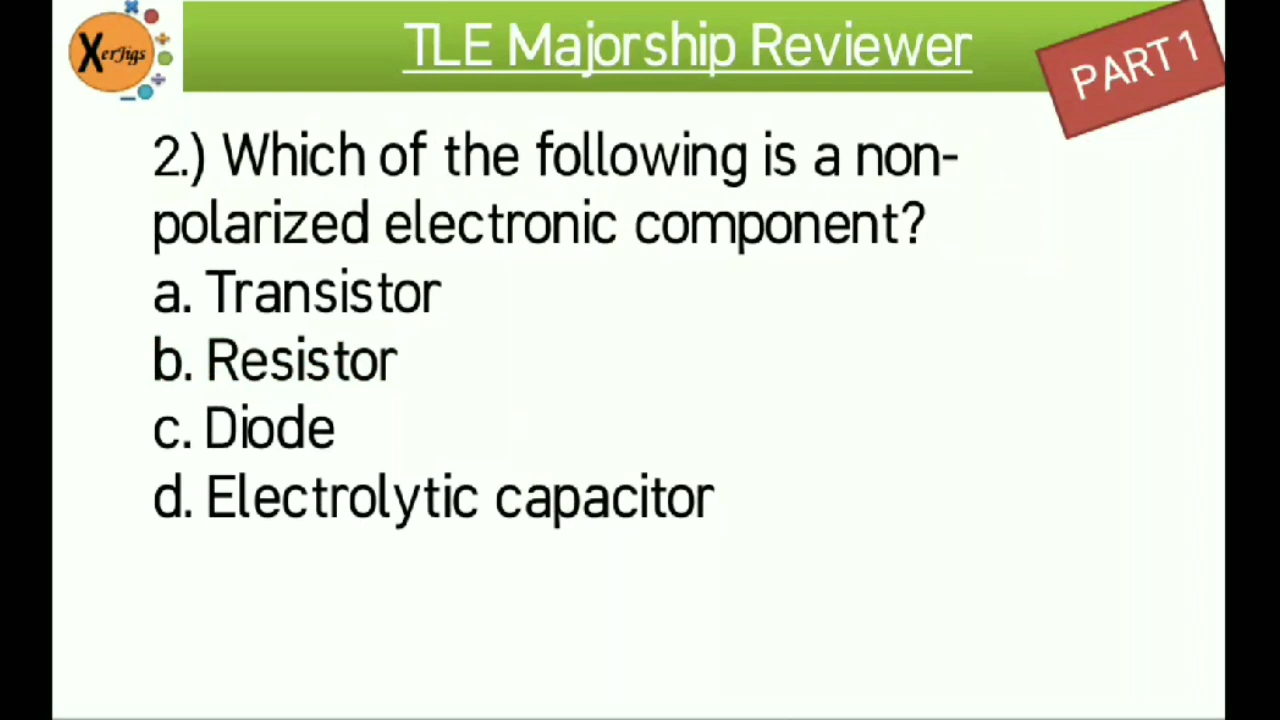 XerJigs
TLE Majorship Reviewer
PART 1
2.) Which of the following is a non-
polarized electronic component?
a. Transistor
b. Resistor
c. Diode
d. Electrolytic capacitor